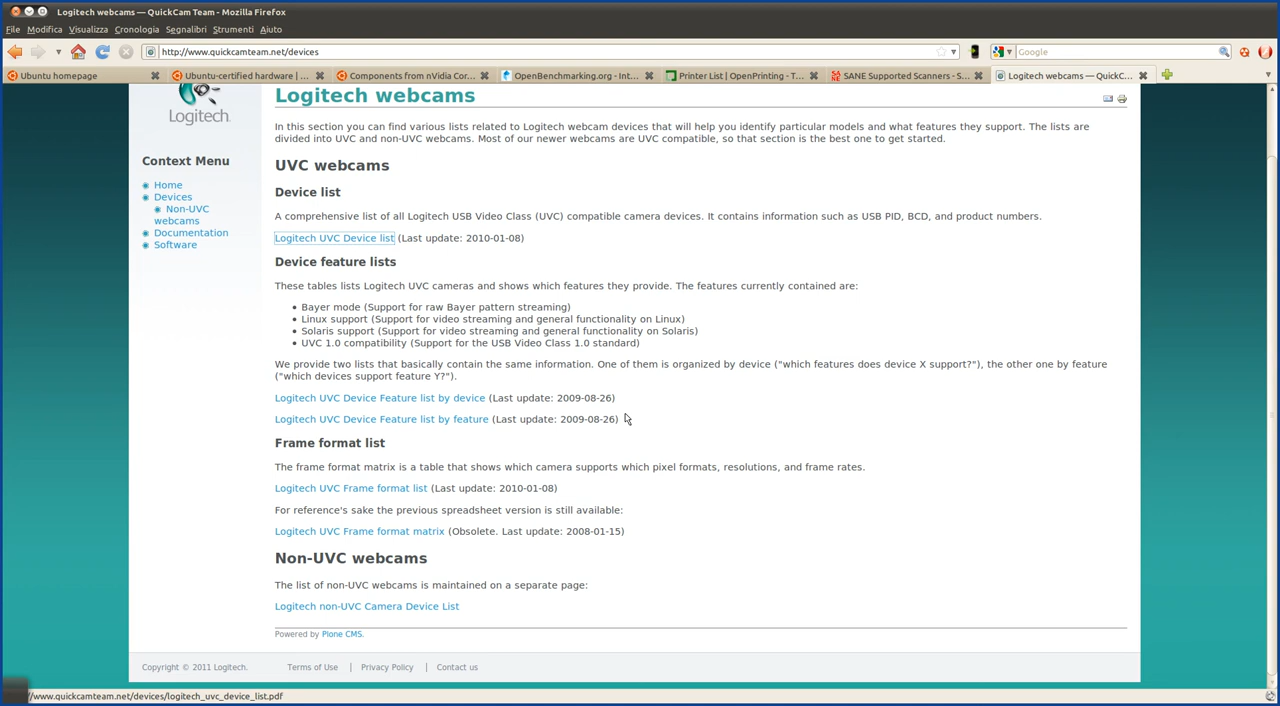 Logitech webcams — QuickCam Team - Mozilla Firefox
File Modifica Visualizza Cronologia Segnalibri Strumenti Aiuto
http://www.quickcamteam.net/devices
Google
Ubuntu homepage
Ubuntu-certified hardware | ...
Components from nVidia Cor...
OpenBenchmarking.org - Int...
Printer List | OpenPrinting - T...
SANE Supported Scanners - S...
Logitech webcams — QuickC...
Logitech
Context Menu
Home
Devices
Non-UVC
webcams
Documentation
Software
Logitech webcams
In this section you can find various lists related to Logitech webcam devices that will help you identify particular models and what features they support. The lists are
divided into UVC and non-UVC webcams. Most of our newer webcams are UVC compatible, so that section is the best one to get started.
UVC webcams
Device list
A comprehensive list of all Logitech USB Video Class (UVC) compatible camera devices. It contains information such as USB PID, BCD, and product numbers.
Logitech UVC Device list (Last update: 2010-01-08)
Device feature lists
These tables lists Logitech UVC cameras and shows which features they provide. The features currently contained are:
• Bayer mode (Support for raw Bayer pattern streaming)
• Linux support (Support for video streaming and general functionality on Linux)
• Solaris support (Support for video streaming and general functionality on Solaris)
• UVC 1.0 compatibility (Support for the USB Video Class 1.0 standard)
We provide two lists that basically contain the same information. One of them is organized by device ("which features does device X support?"), the other one by feature
("which devices support feature Y?").
Logitech UVC Device Feature list by device (Last update: 2009-08-26)
Logitech UVC Device Feature list by feature (Last update: 2009-08-26)
Frame format list
The frame format matrix is a table that shows which camera supports which pixel formats, resolutions, and frame rates.
Logitech UVC Frame format list (Last update: 2010-01-08)
For reference's sake the previous spreadsheet version is still available:
Logitech UVC Frame format matrix (Obsolete. Last update: 2008-01-15)
Non-UVC webcams
The list of non-UVC webcams is maintained on a separate page:
Logitech non-UVC Camera Device List
Powered by Plone CMS.
Copyright © 2011 Logitech. Terms of Use | Privacy Policy | Contact us
/www.quickcamteam.net/devices/logitech_uvc_device_list.pdf